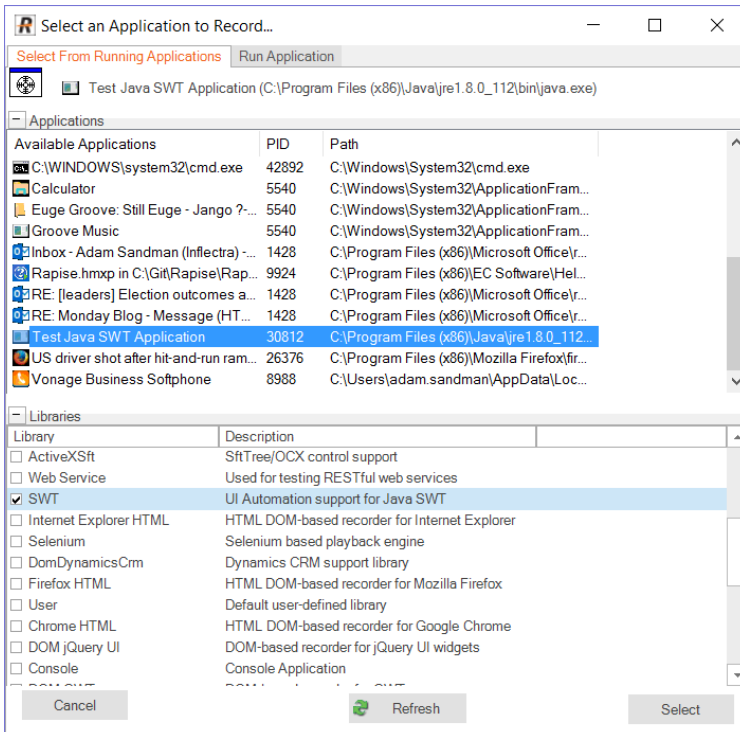 Select an Application to Record...
Select From Running Applications Run Application
Test Java SWT Application (C:\Program Files (x86)\Java\jre1.8.0_112\bin\java.exe)
Applications
Available Applications PID Path
C:\WINDOWS\system32\cmd.exe 42892 C:\Windows\System32\cmd.exe
Calculator 5540 C:\Windows\System32\ApplicationFram...
Euge Groove: Still Euge - Jango ?-... 5540 C:\Windows\System32\ApplicationFram...
Groove Music 5540 C:\Windows\System32\ApplicationFram...
Inbox - Adam Sandman (Inflectra) -... 1428 C:\Program Files (x86)\Microsoft Office\r...
Rapise.hmxp in C:\Git\Rapise\Rap... 9924 C:\Program Files (x86)\EC Software\Hel...
RE: [leaders] Election outcomes a... 1428 C:\Program Files (x86)\Microsoft Office\r...
RE: Monday Blog - Message (HT... 1428 C:\Program Files (x86)\Microsoft Office\r...
Test Java SWT Application 30812 C:\Program Files (x86)\Java\jre1.8.0_112...
US driver shot after hit-and-run ram... 26376 C:\Program Files (x86)\Mozilla Firefox\fir...
Vonage Business Softphone 8988 C:\Users\adam.sandman\AppData\Loc...
Libraries
Library Description
ActiveXSft SftTree/OCX control support
Web Service Used for testing RESTful web services
SWT UI Automation support for Java SWT
Internet Explorer HTML HTML DOM-based recorder for Internet Explorer
Selenium Selenium based playback engine
DomDynamicsCrm Dynamics CRM support library
Firefox HTML HTML DOM-based recorder for Mozilla Firefox
User Default user-defined library
Chrome HTML HTML DOM-based recorder for Google Chrome
DOM jQuery UI DOM-based recorder for jQuery UI widgets
Console Console Application
Cancel Refresh Select